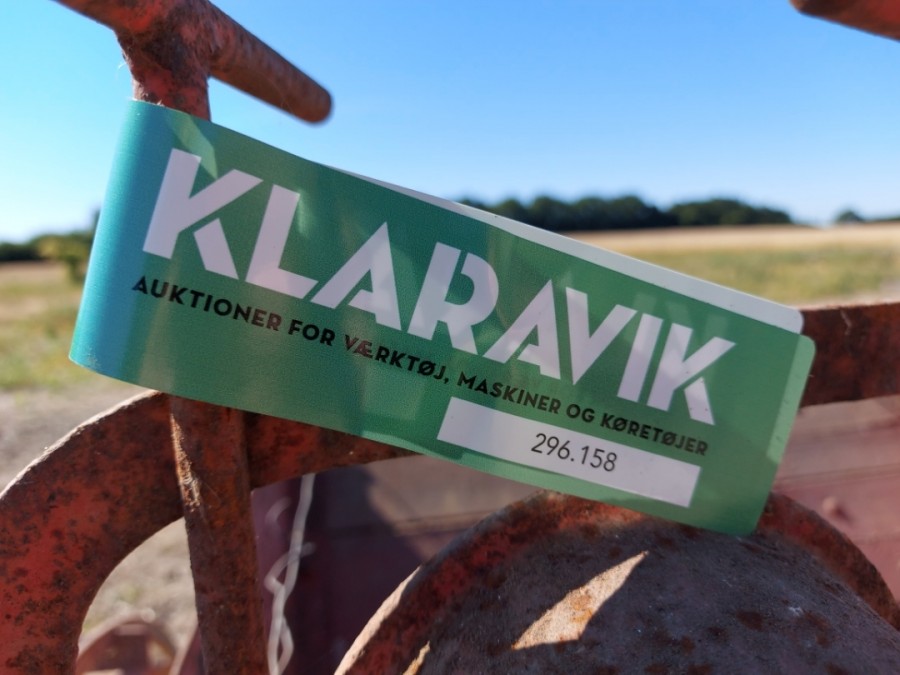 KLARAVIK
AUKTIONER FOR VÆRKTØJ, MASKINER OG KØRETØJER
296.158